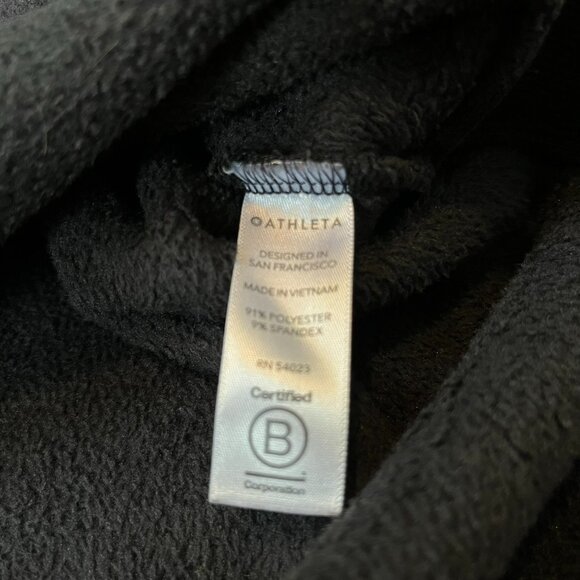 ATHLETA
DESIGNED IN
SAN FRANCISCO
MADE IN VIETNAM
91% POLYESTER
9% SPANDEX
RN 54023
Certified
B
Corporation